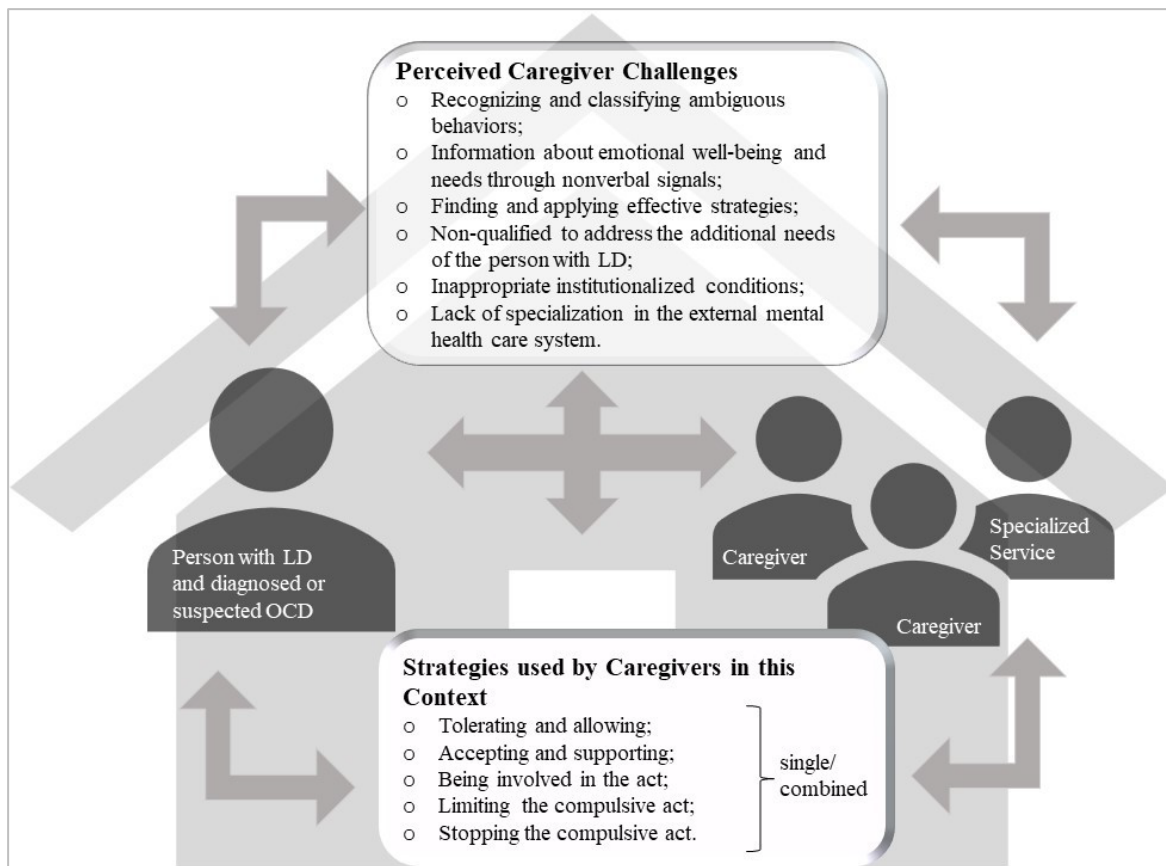 Perceived Caregiver Challenges
o Recognizing and classifying ambiguous
behaviors;
o Information about emotional well-being and
needs through nonverbal signals;
o Finding and applying effective strategies;
o Non-qualified to address the additional needs
of the person with LD;
o Inappropriate institutionalized conditions;
o Lack of specialization in the external mental
health care system.
Person with LD
and diagnosed or
suspected OCD
Caregiver
Specialized
Service
Caregiver
Strategies used by Caregivers in this
Context
o Tolerating and allowing;
o Accepting and supporting;
o Being involved in the act;
o Limiting the compulsive act;
o Stopping the compulsive act.
single/
combined